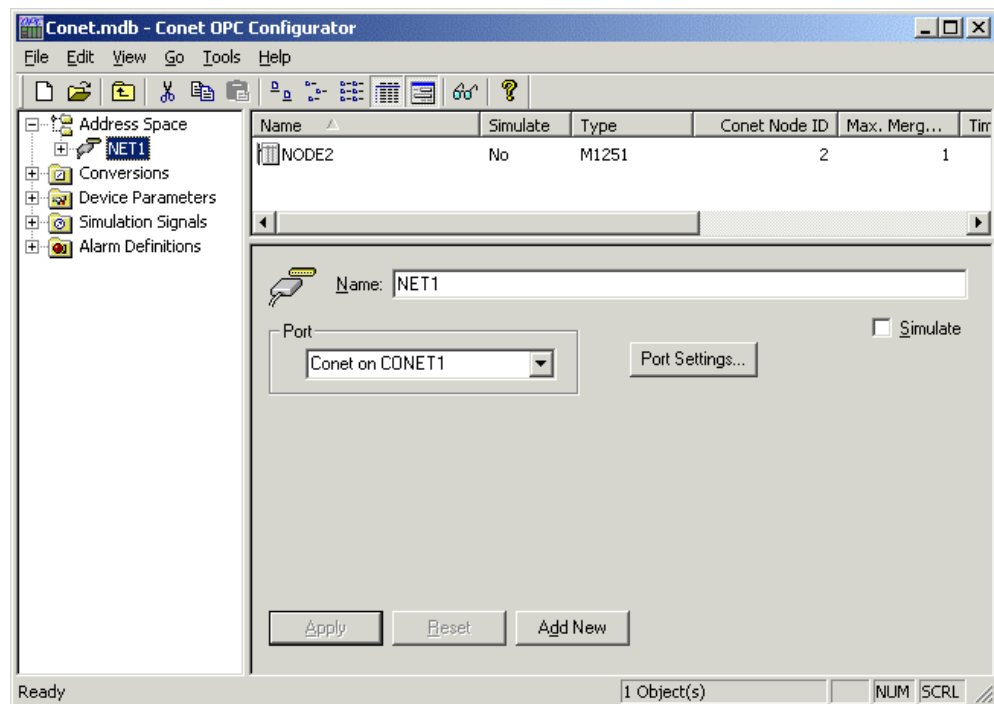 Conet.mdb - Conet OPC Configurator
File Edit View Go Tools Help
Address Space
NET1
Conversions
Device Parameters
Simulation Signals
Alarm Definitions
Name Simulate Type Conet Node ID Max. Merg... Tim
NODE2 No M1251 2 1
Name: NET1
Simulate
Port
Conet on CONET1
Port Settings...
Apply Reset Add New
Ready 1 Object(s) NUM SCRL